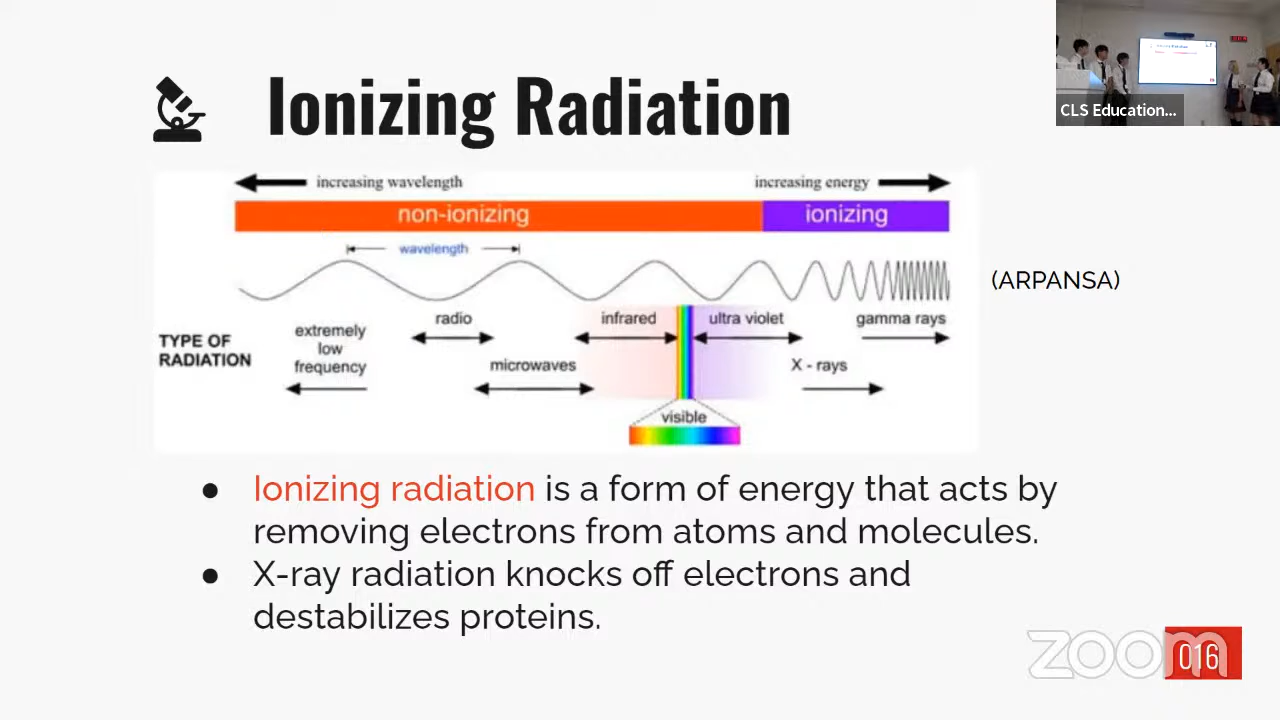 Ionizing Radiation
CLS Education...
increasing wavelength
increasing energy
non-ionizing
ionizing
wavelength
(ARPANSA)
TYPE OF
RADIATION
extremely
low
frequency
radio
microwaves
infrared
visible
ultra violet
X - rays
gamma rays
● Ionizing radiation is a form of energy that acts by
removing electrons from atoms and molecules.
● X-ray radiation knocks off electrons and
destabilizes proteins.
zoom
016